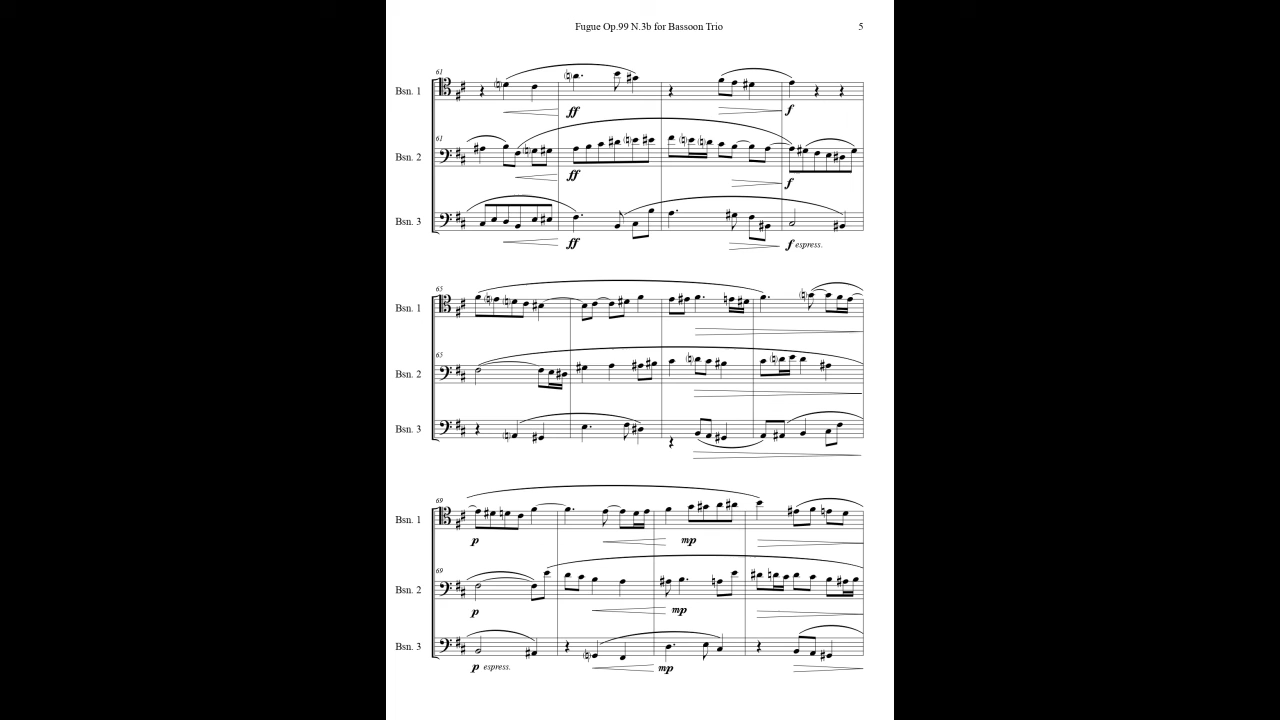 Fugue Op.99 N.3b for Bassoon Trio 5
61
Bsn. 1
ff
f
61
Bsn. 2
ff
f
Bsn. 3
ff
f espress.
65
Bsn. 1
65
Bsn. 2
Bsn. 3
69
Bsn. 1
p
mp
69
Bsn. 2
p
mp
Bsn. 3
p espress.
mp